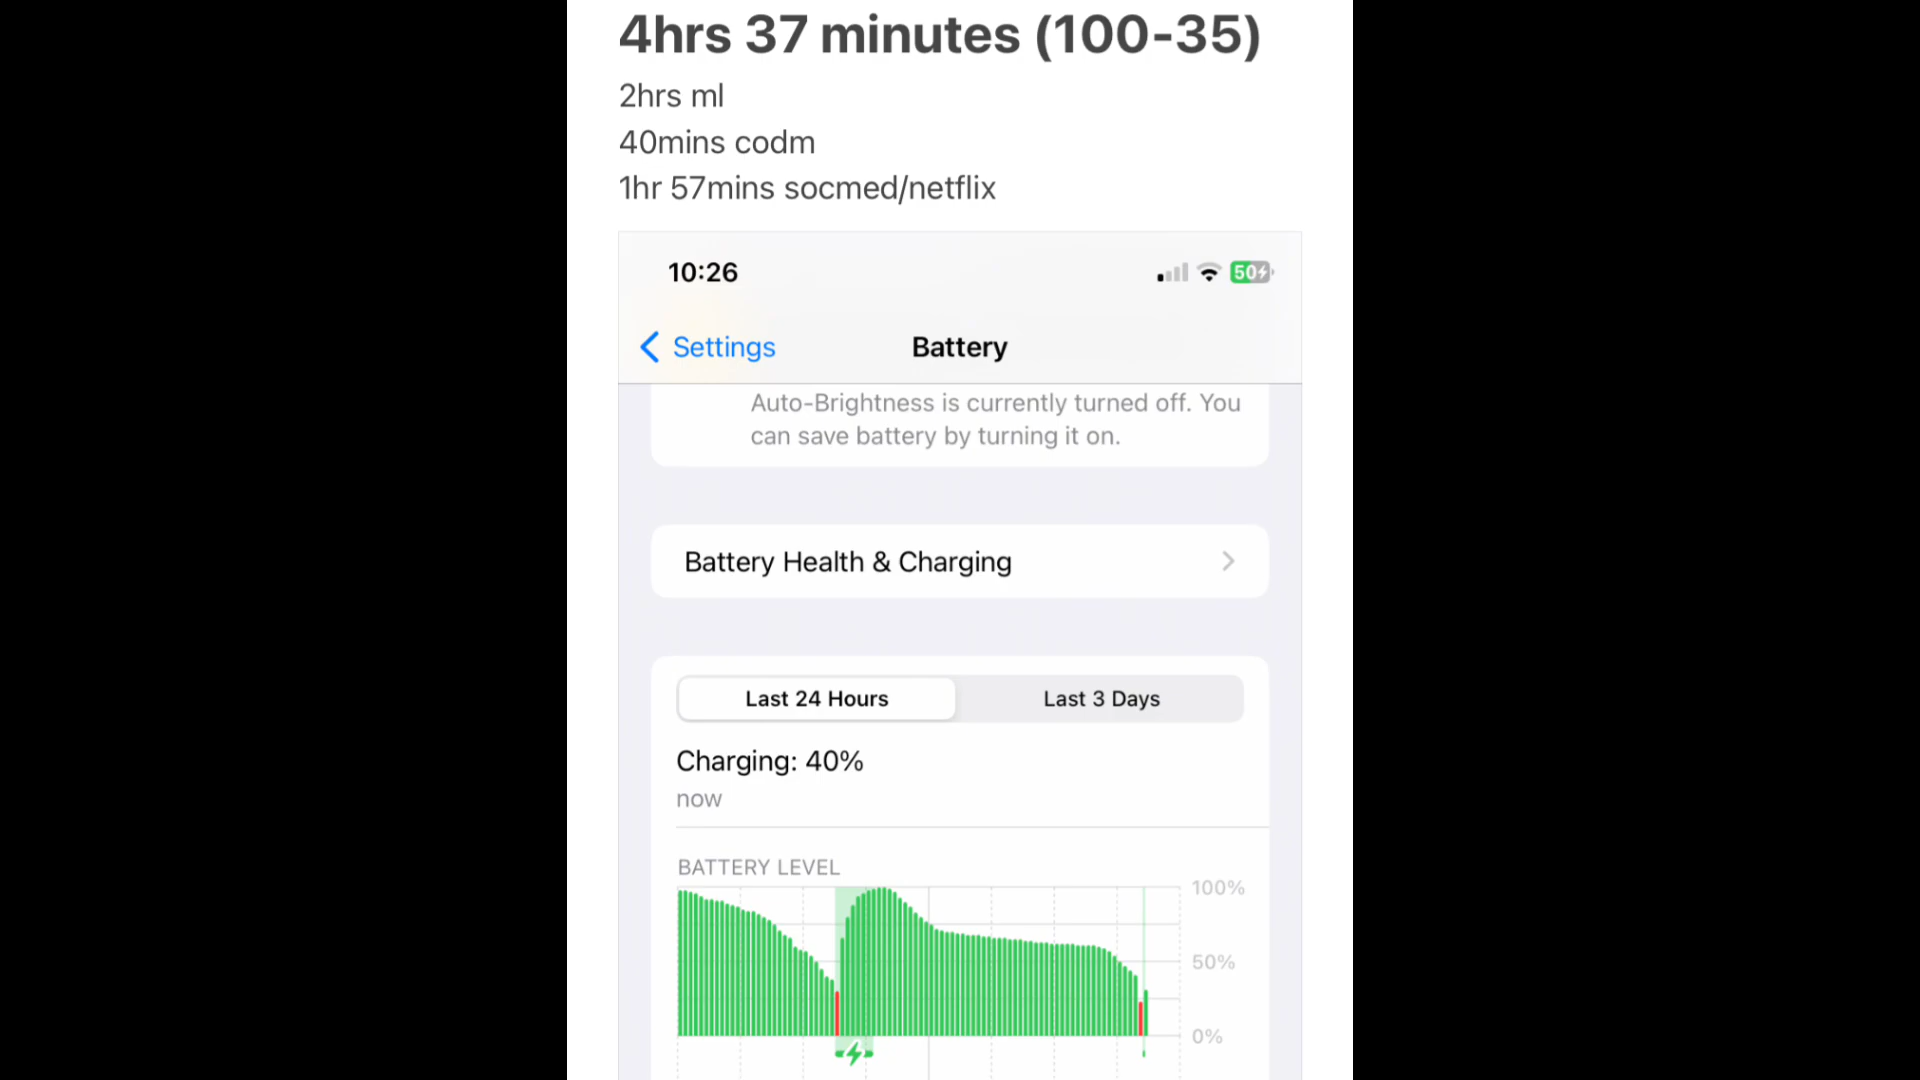 4hrs 37 minutes (100-35)
2hrs ml
40mins codm
1hr 57mins socmed/netflix
10:26
50
Settings
Battery
Auto-Brightness is currently turned off. You
can save battery by turning it on.
Battery Health & Charging
Last 24 Hours
Last 3 Days
Charging: 40%
now
BATTERY LEVEL
100%
50%
0%